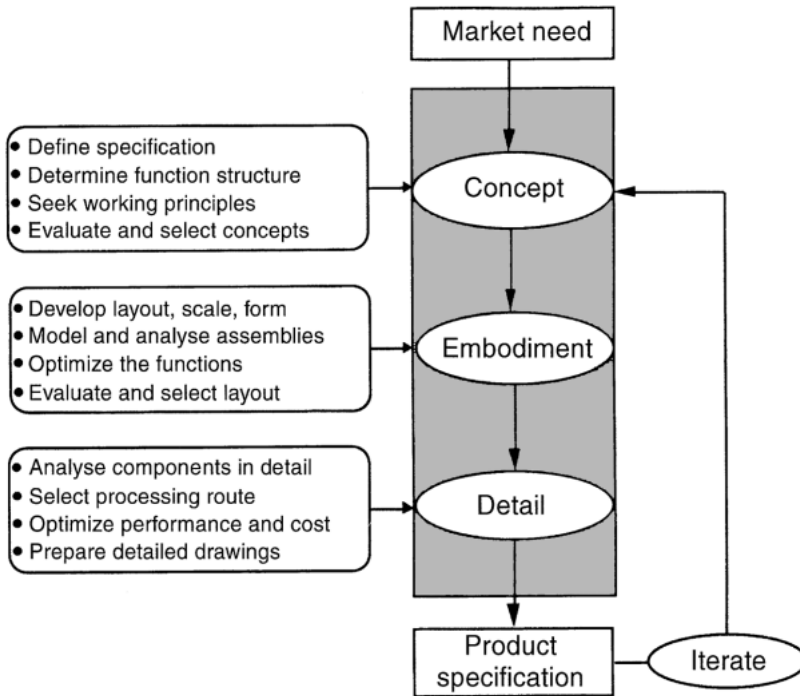 Market need
• Define specification
• Determine function structure
• Seek working principles
• Evaluate and select concepts
Concept
• Develop layout, scale, form
• Model and analyse assemblies
• Optimize the functions
• Evaluate and select layout
Embodiment
• Analyse components in detail
• Select processing route
• Optimize performance and cost
• Prepare detailed drawings
Detail
Product
specification
Iterate